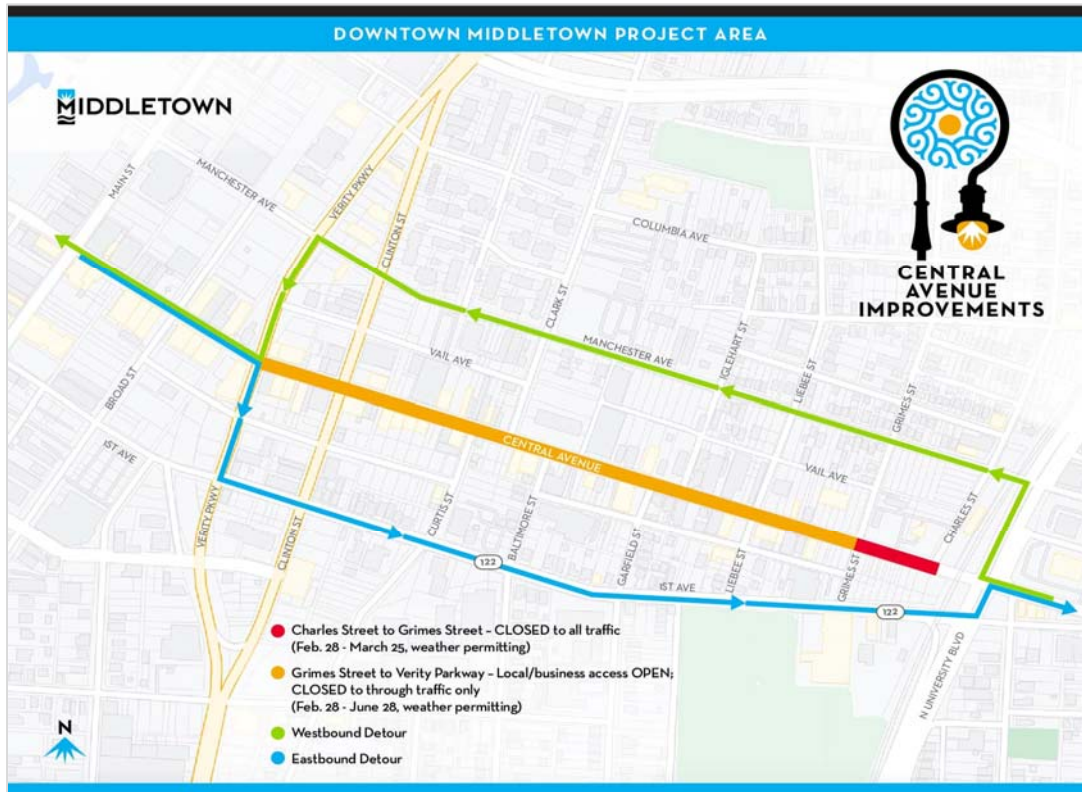 DOWNTOWN MIDDLETOWN PROJECT AREA
MIDDLETOWN
MAIN ST
MANCHESTER AVE
VERITY PKWY
CLINTON ST
COLUMBIA AVE
CENTRAL
AVENUE
IMPROVEMENTS
CLARK ST
MANCHESTER AVE
IGLEHART ST
LIEBEE ST
GRIMES ST
BROAD ST
VAIL AVE
1ST AVE
CENTRAL AVENUE
VAIL AVE
CHARLES ST
VERITY PKWY
CLINTON ST
CURTIS ST
BALTIMORE ST
GARFIELD ST
LIEBEE ST
GRIMES ST
122
1ST AVE
122
N UNIVERSITY BLVD
Charles Street to Grimes Street - CLOSED to all traffic
(Feb. 28 - March 25, weather permitting)
Grimes Street to Verity Parkway - Local/business access OPEN;
CLOSED to through traffic only
(Feb. 28 - June 28, weather permitting)
Westbound Detour
Eastbound Detour
N